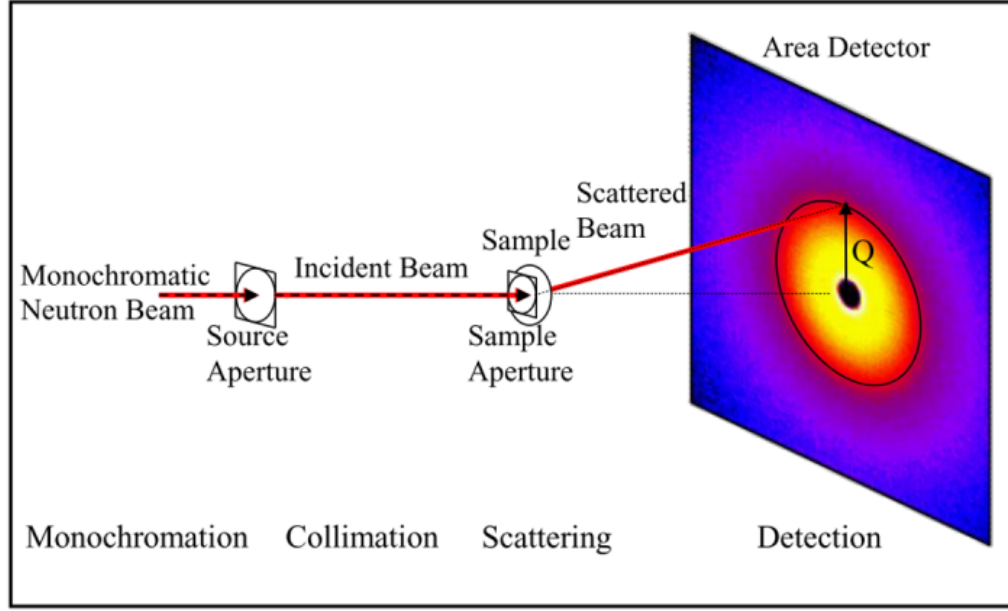 Area Detector
Scattered
Beam
Sample
Q
Incident Beam
Monochromatic
Neutron Beam
Source
Aperture
Sample
Aperture
Monochromation
Collimation
Scattering
Detection